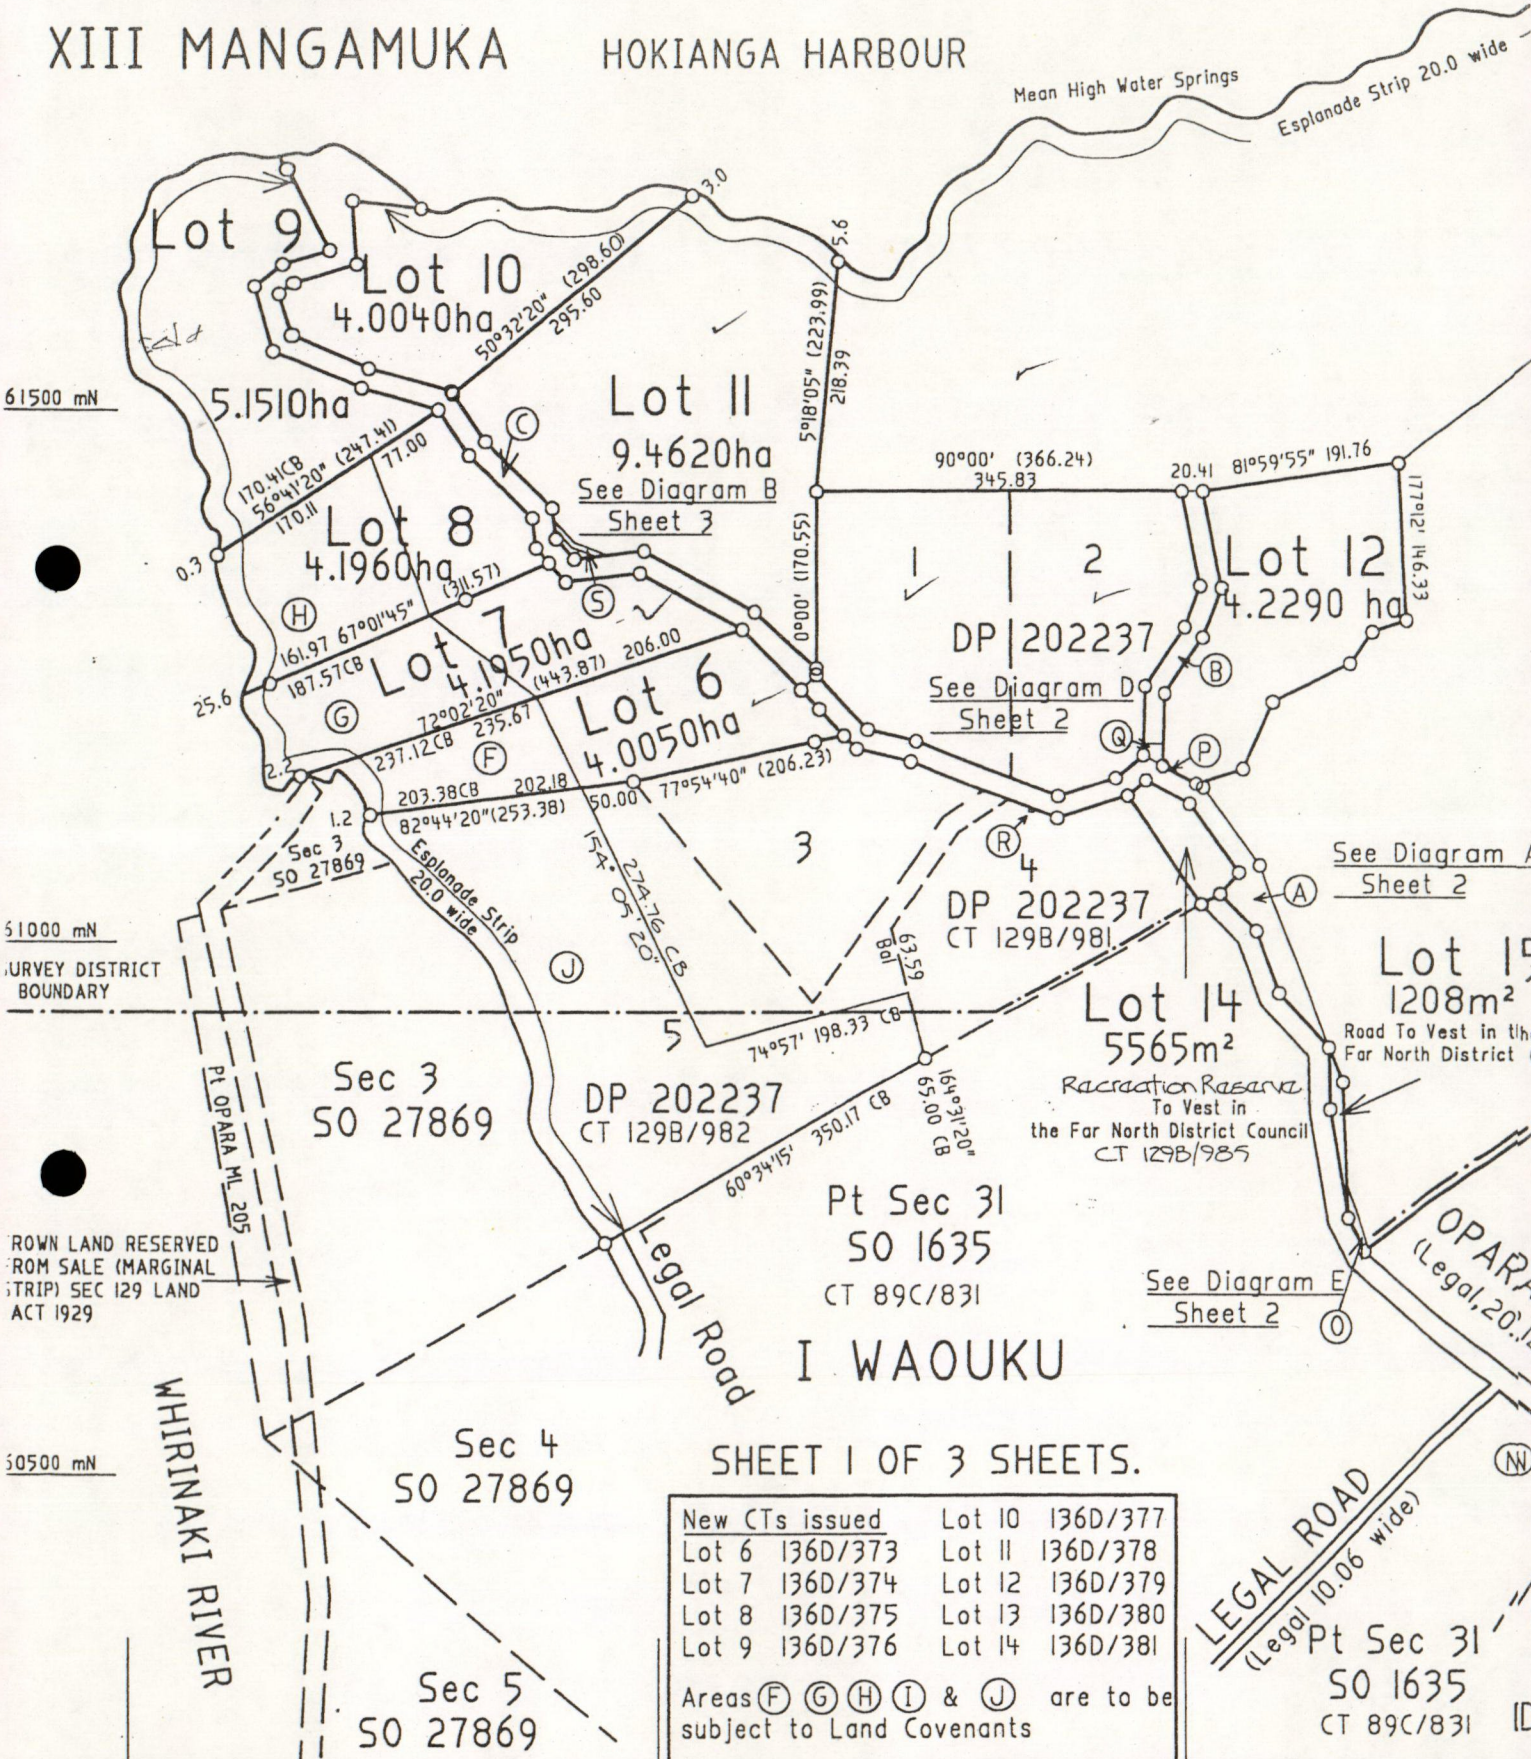 XIII MANGAMUKA
HOKIANGA HARBOUR
Mean High Water Springs
Esplanade Strip 20.0 wide
3.0
5.6
Lot 9
Lot 10
4.0040ha
50°32'20" (298.60)
295.60
5°18'05" (223.99)
218.39
61500 mN
5.1510ha
Lot 11
9.4620ha
See Diagram B
Sheet 3
C
90°00' (366.24)
345.83
20.41
81°59'55" 191.76
177°12' 146.33
170.41CB
56°41'20" (247.41)
170.11
77.00
0.3
Lot 8
4.1960ha
H
(311.57)
161.97 67°01'45"
187.57CB
S
0°00' (170.55)
1
2
Lot 12
4.2290 ha
DP 202237
See Diagram D
Sheet 2
B
25.6
Lot 7
4.1950ha
G
(443.87) 206.00
72°02'20"
235.67
237.12CB
F
Lot 6
4.0050ha
Q
P
2.2
203.38CB 202.18
82°44'20"(253.38)
50.00
77°54'40" (206.23)
1.2
Sec 3
SO 27869
Esplanade Strip
20.0 wide
274.76 CB
154° 05' 20"
3
R
4
DP 202237
CT 129B/981
63.59
Bal
See Diagram A
Sheet 2
A
61000 mN
SURVEY DISTRICT
BOUNDARY
J
5
74°57' 198.33 CB
Lot 14
5565m²
Recreation Reserve
To Vest in
the Far North District Council
CT 129B/985
Lot 15
1208m²
Road To Vest in the
Far North District
Pt OPARA ML 205
Sec 3
SO 27869
DP 202237
CT 129B/982
60°34'15" 350.17 CB
164°31'20"
65.00 CB
Pt Sec 31
SO 1635
CT 89C/831
ROWN LAND RESERVED
ROM SALE (MARGINAL
STRIP) SEC 129 LAND
ACT 1929
Legal Road
See Diagram E
Sheet 2
O
OPARA
(Legal, 20.12
I WAOUKU
WHIRINAKI RIVER
Sec 4
SO 27869
60500 mN
SHEET 1 OF 3 SHEETS.
New CTs issued
Lot 10 136D/377
Lot 6 136D/373 Lot 11 136D/378
Lot 7 136D/374 Lot 12 136D/379
Lot 8 136D/375 Lot 13 136D/380
Lot 9 136D/376 Lot 14 136D/381
Areas F G H I & J are to be
subject to Land Covenants
LEGAL ROAD
(Legal 10.06 wide)
Pt Sec 31
SO 1635
CT 89C/831
Sec 5
SO 27869